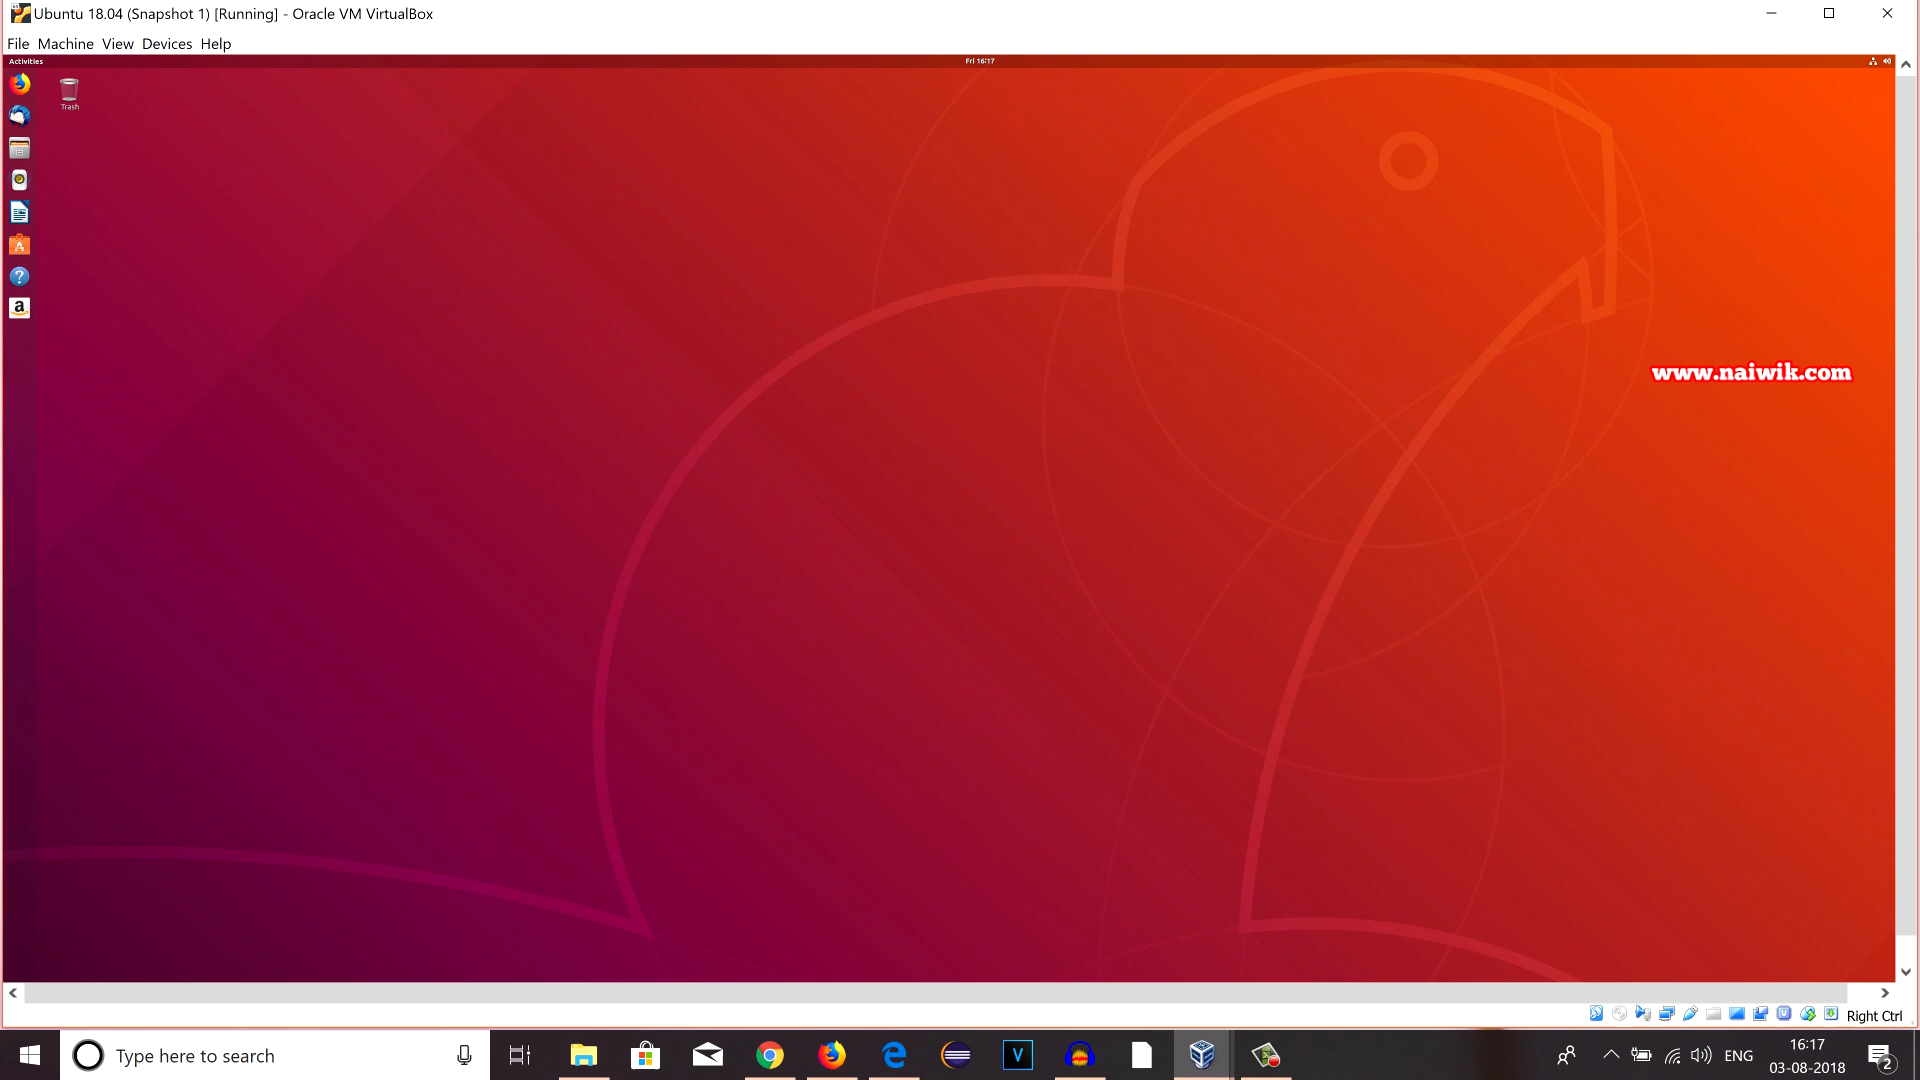 Ubuntu 18.04 (Snapshot 1) [Running] - Oracle VM VirtualBox
File Machine View Devices Help
Activities
Fri 16:17
Trash
A
?
a
www.naiwik.com
Right Ctrl
Type here to search
V
ENG
16:17
03-08-2018
2